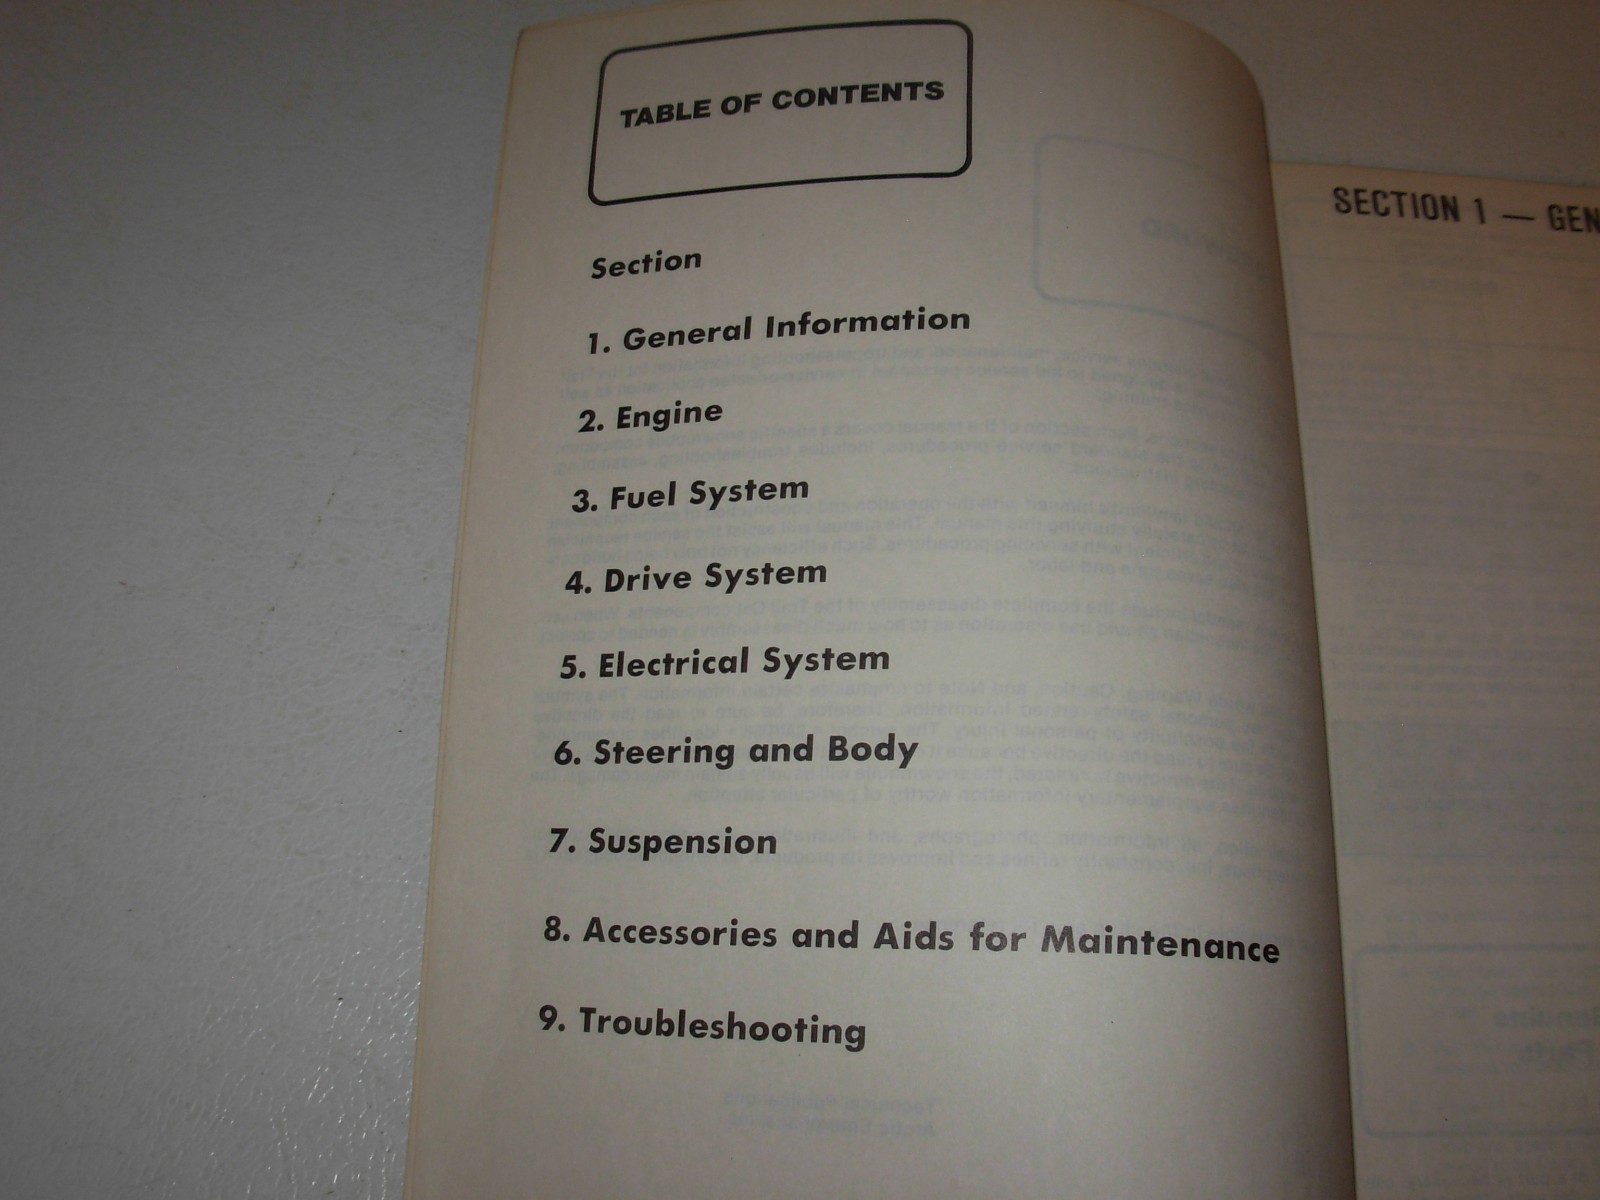 TABLE OF CONTENTS
Section
1. General Information
2. Engine
3. Fuel System
4. Drive System
5. Electrical System
6. Steering and Body
7. Suspension
8. Accessories and Aids for Maintenance
9. Troubleshooting
SECTION 1 — GEN